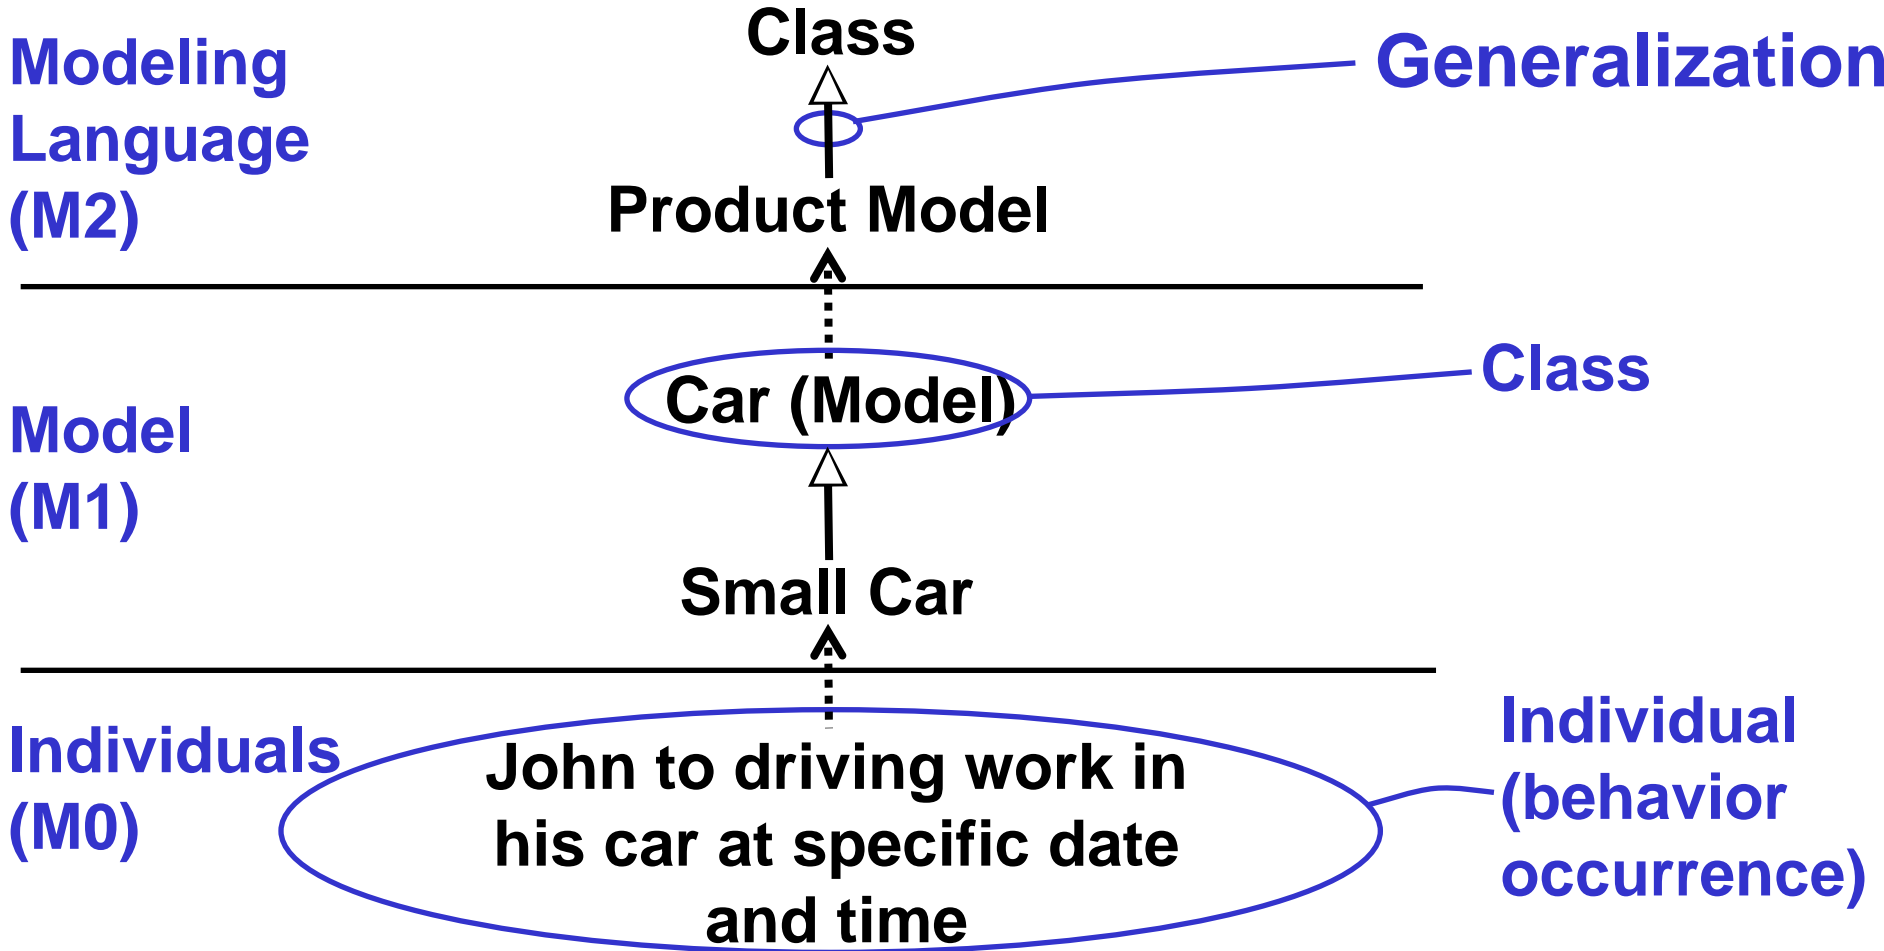 Class
Modeling
Language
(M2)
Generalization
Product Model
Model
(M1)
Car (Model)
Class
Small Car
Individuals
(M0)
John to driving work in
his car at specific date
and time
Individual
(behavior
occurrence)